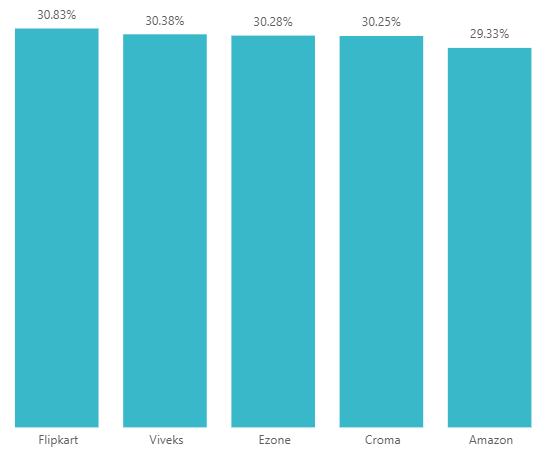 30.83%
30.38%
30.28%
30.25%
29.33%
Flipkart
Viveks
Ezone
Croma
Amazon